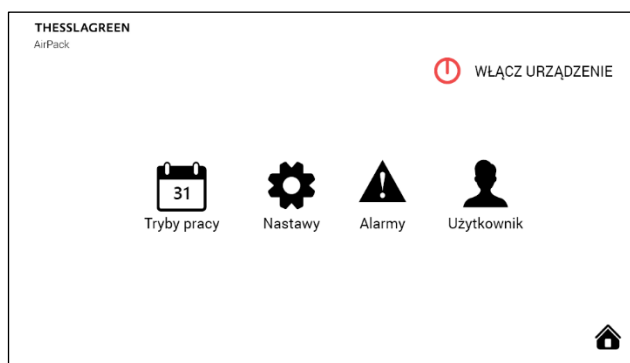 THESSLAGREEN
AirPack
WŁĄCZ URZĄDZENIE
31
Tryby pracy
Nastawy
Alarmy
Użytkownik